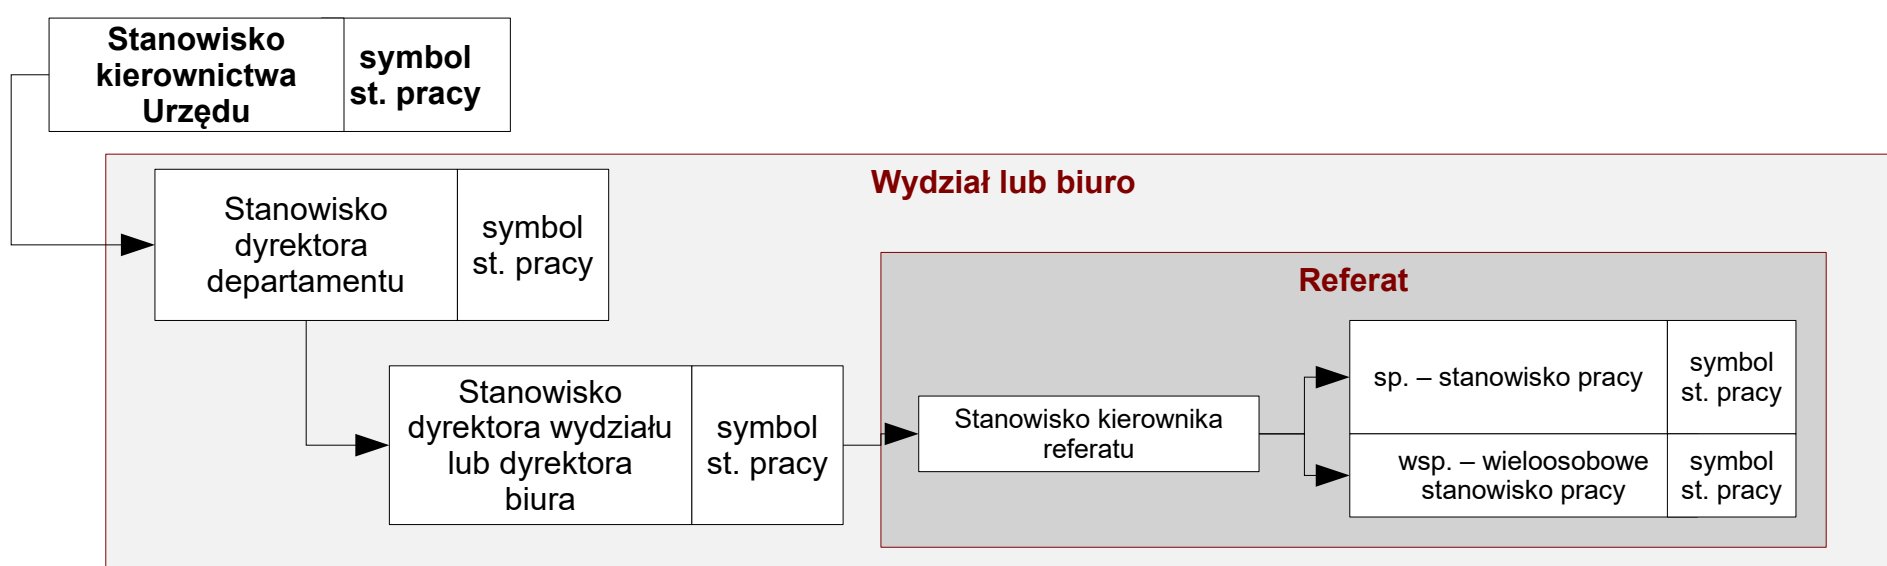 Stanowisko
kierownictwa
Urzędu
symbol
st. pracy
Wydział lub biuro
Stanowisko
dyrektora
departamentu
symbol
st. pracy
Referat
Stanowisko
dyrektora wydziału
lub dyrektora
biura
symbol
st. pracy
Stanowisko kierownika
referatu
sp. – stanowisko pracy
symbol
st. pracy
wsp. – wieloosobowe
stanowisko pracy
symbol
st. pracy